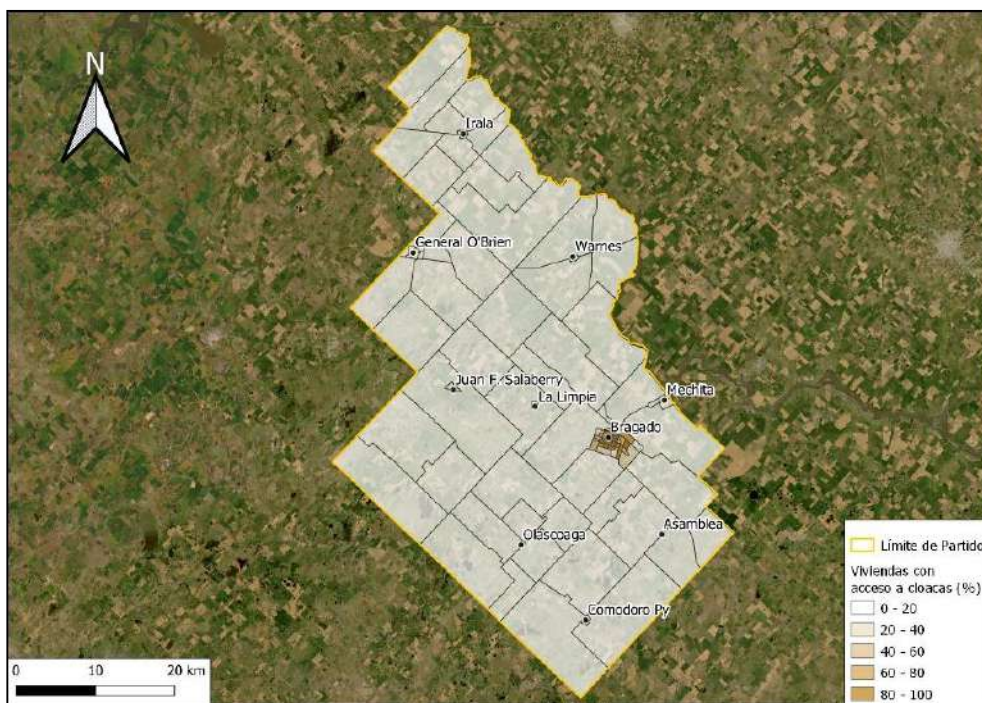 N
Irala
General O'Brien
Warnes
Juan F. Salaberry
La Limpia
Mechita
Bragado
Olascoaga
Asamblea
Comodoro Py
0 10 20 km
Límite de Partido
Viviendas con
acceso a cloacas (%)
0 - 20
20 - 40
40 - 60
60 - 80
80 - 100